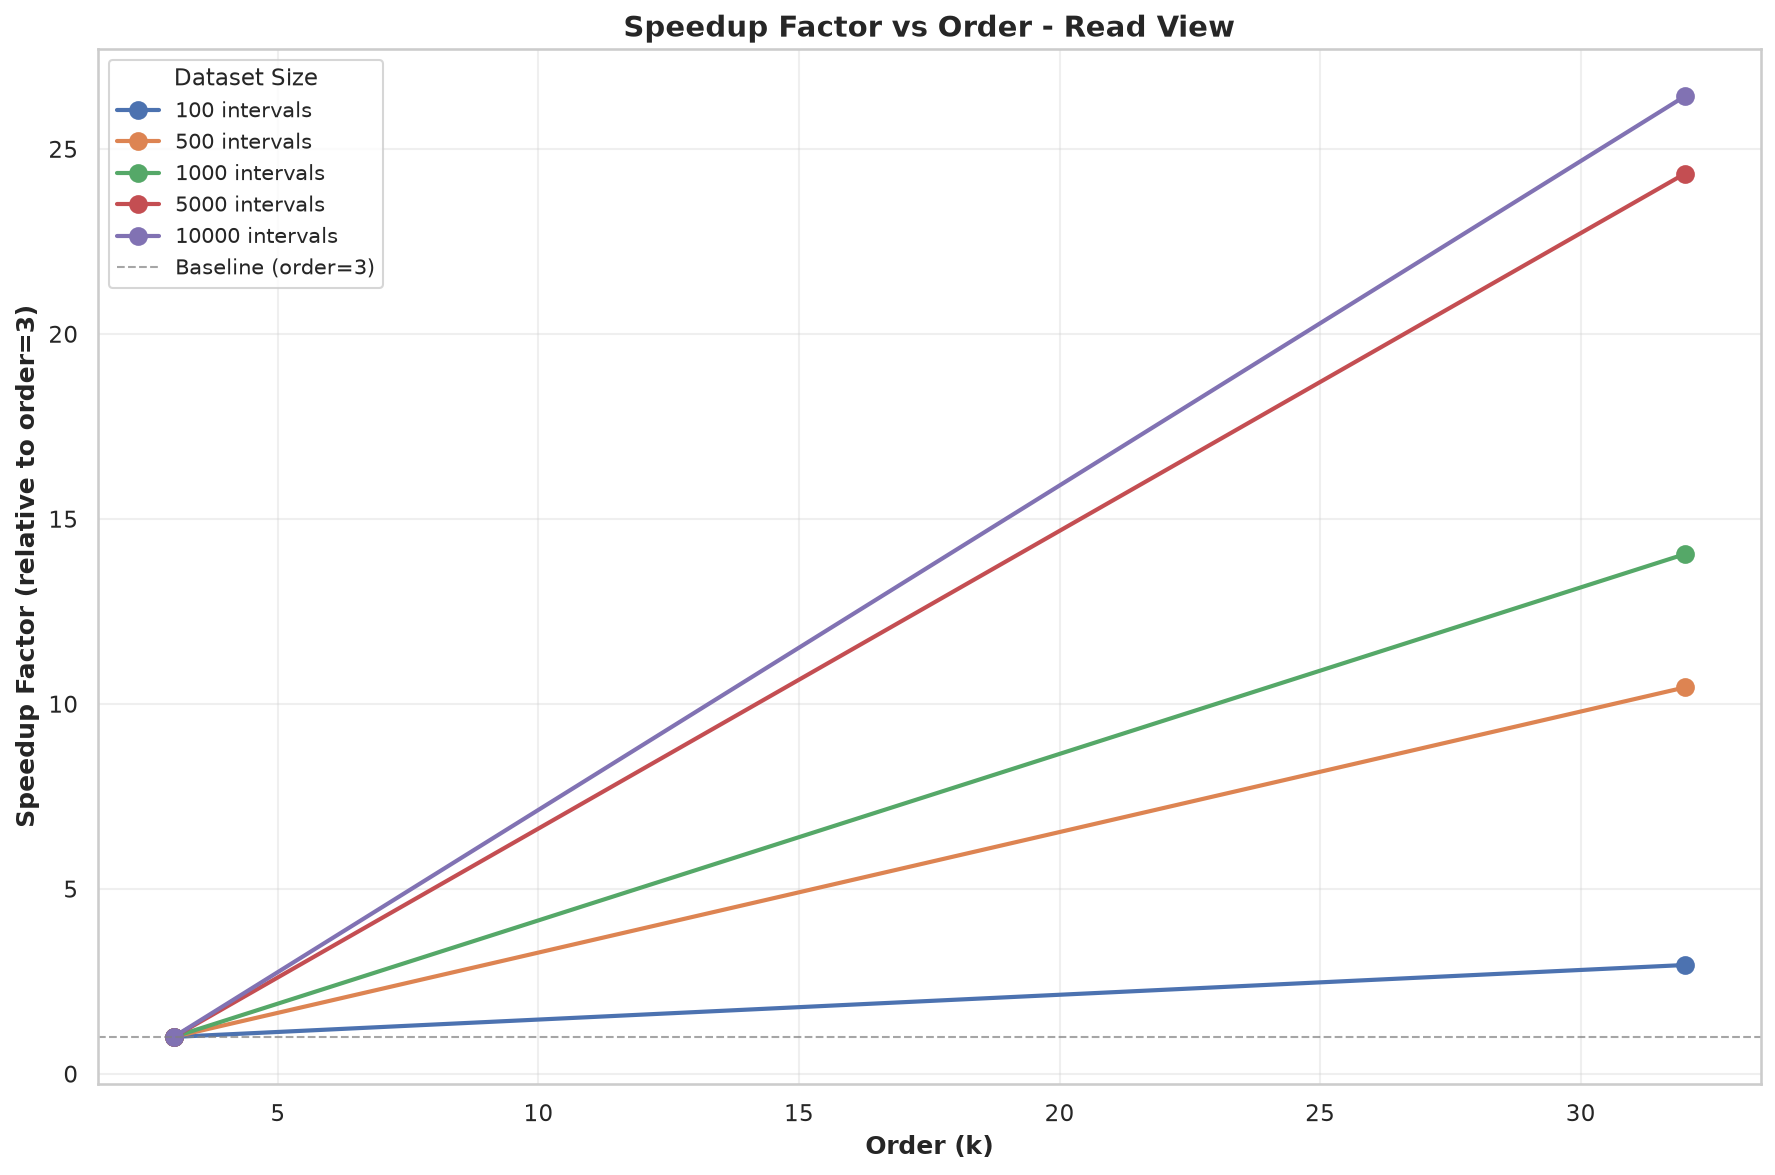 Speedup Factor vs Order - Read View
Dataset Size
100 intervals
500 intervals
1000 intervals
5000 intervals
10000 intervals
Baseline (order=3)
Speedup Factor (relative to order=3)
25
20
15
10
5
0
5 10 15 20 25 30
Order (k)